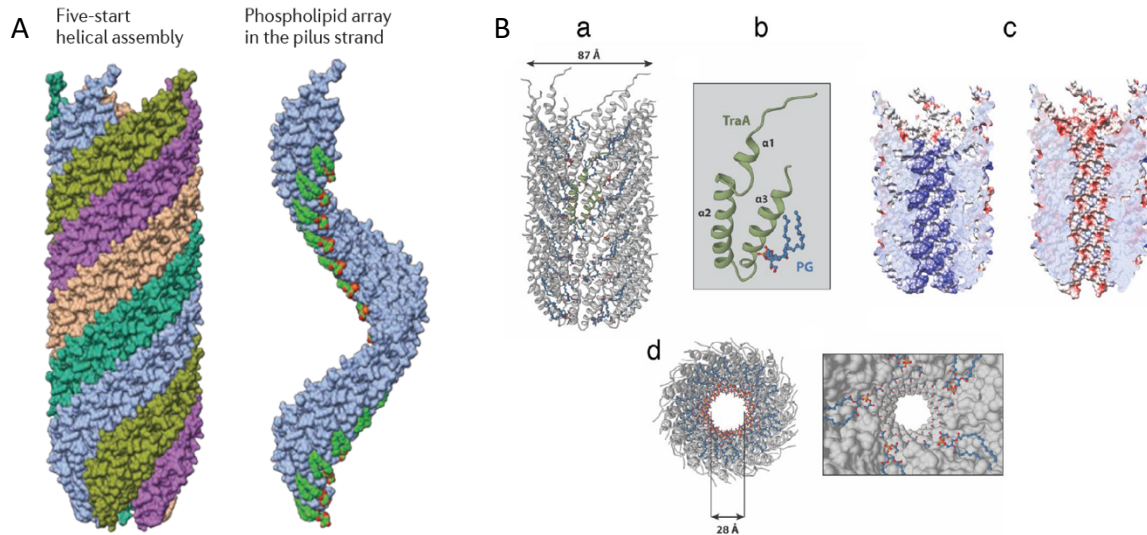 A
Five-start
helical assembly
Phospholipid array
in the pilus strand
B
a
87 Å
b
TraA
α1
α2
α3
PG
c
d
28 Å